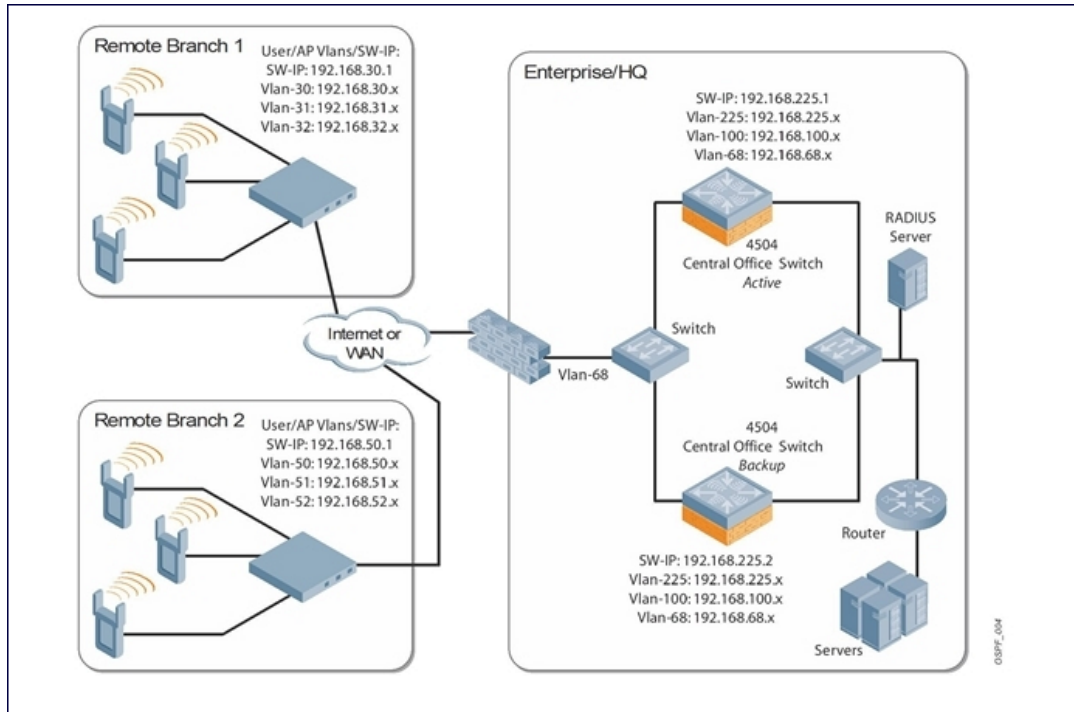 Remote Branch 1
User/AP Vlans/SW-IP:
SW-IP: 192.168.30.1
Vlan-30: 192.168.30.x
Vlan-31: 192.168.31.x
Vlan-32: 192.168.32.x
Enterprise/HQ
SW-IP: 192.168.225.1
Vlan-225: 192.168.225.x
Vlan-100: 192.168.100.x
Vlan-68: 192.168.68.x
4504
Central Office Switch
Active
RADIUS
Server
Internet or
WAN
Vlan-68
Switch
Switch
Remote Branch 2
User/AP Vlans/SW-IP:
SW-IP: 192.168.50.1
Vlan-50: 192.168.50.x
Vlan-51: 192.168.51.x
Vlan-52: 192.168.52.x
4504
Central Office Switch
Backup
SW-IP: 192.168.225.2
Vlan-225: 192.168.225.x
Vlan-100: 192.168.100.x
Vlan-68: 192.168.68.x
Router
Servers
OSPF_004